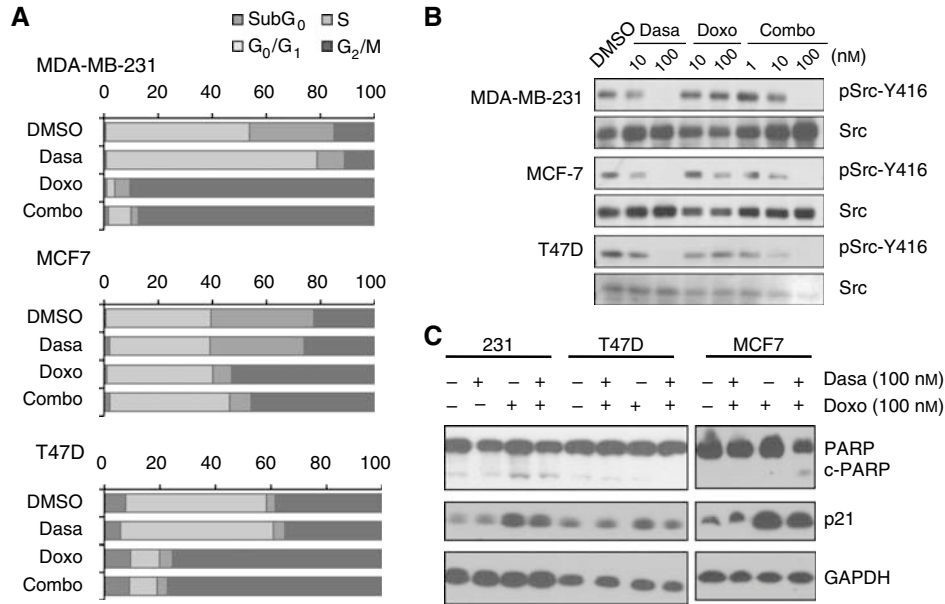 A
SubG0 S
G0/G1 G2/M
MDA-MB-231
0 20 40 60 80 100
DMSO
Dasa
Doxo
Combo
MCF7
0 20 40 60 80 100
DMSO
Dasa
Doxo
Combo
T47D
0 20 40 60 80 100
DMSO
Dasa
Doxo
Combo
B
DMSO Dasa Doxo Combo
10 100 10 100 1 10 100 (nM)
MDA-MB-231 pSrc-Y416
Src
MCF-7 pSrc-Y416
Src
T47D pSrc-Y416
Src
C
231 T47D MCF7
– + – + – + – + – + – + Dasa (100 nM)
– – + + – + + + – + + + Doxo (100 nM)
PARP
c-PARP
p21
GAPDH